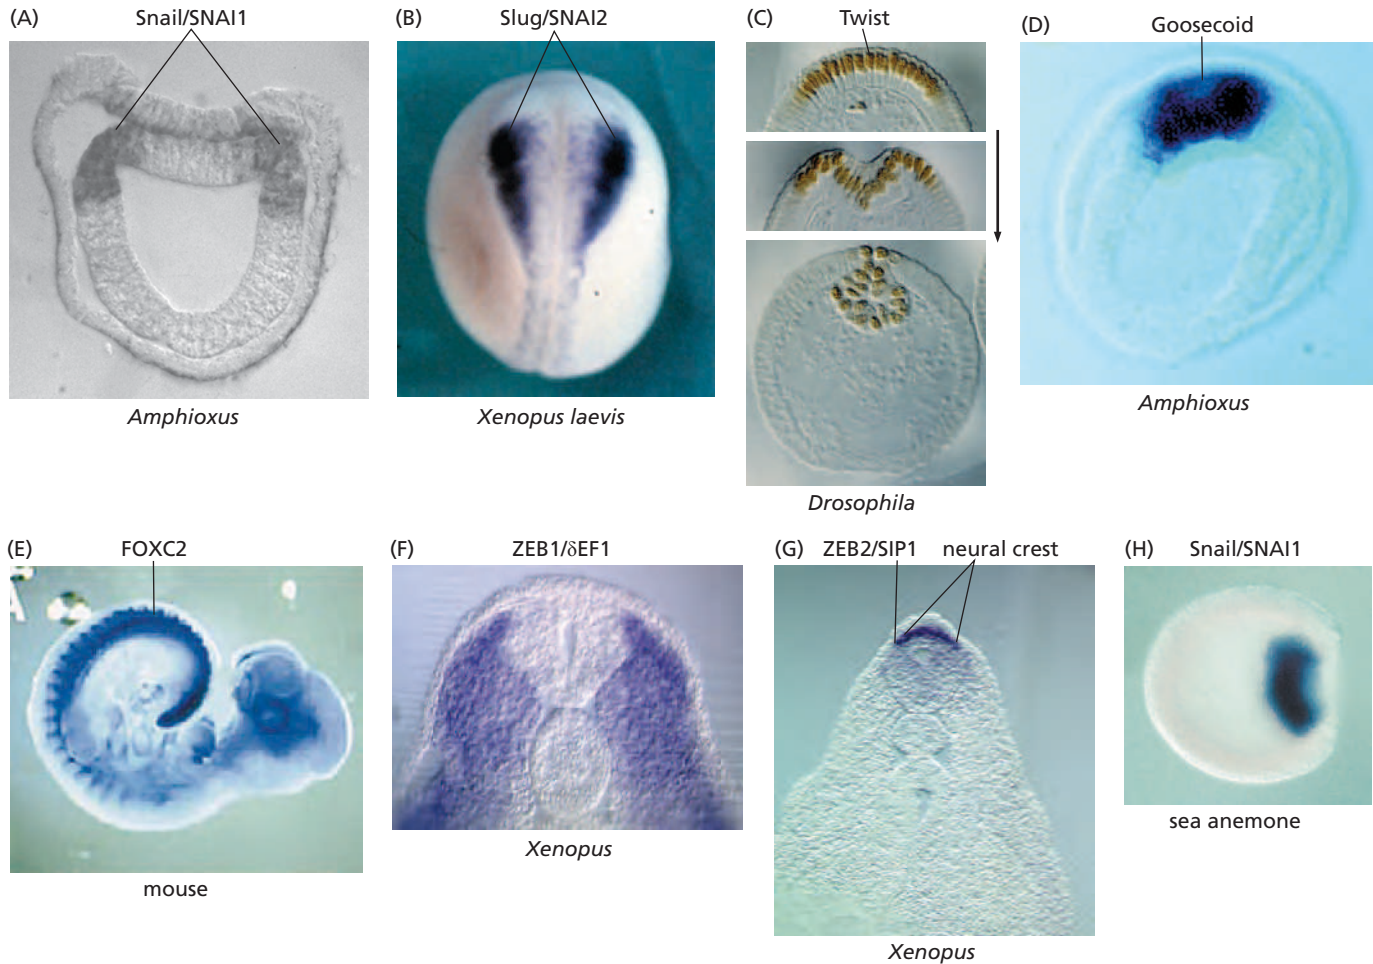 (A) Snail/SNAI1
(B) Slug/SNAI2
(C) Twist
(D) Goosecoid
Amphioxus
Xenopus laevis
Drosophila
Amphioxus
(E) FOXC2
(F) ZEB1/δEF1
(G) ZEB2/SIP1 neural crest
(H) Snail/SNAI1
A
mouse
Xenopus
Xenopus
sea anemone